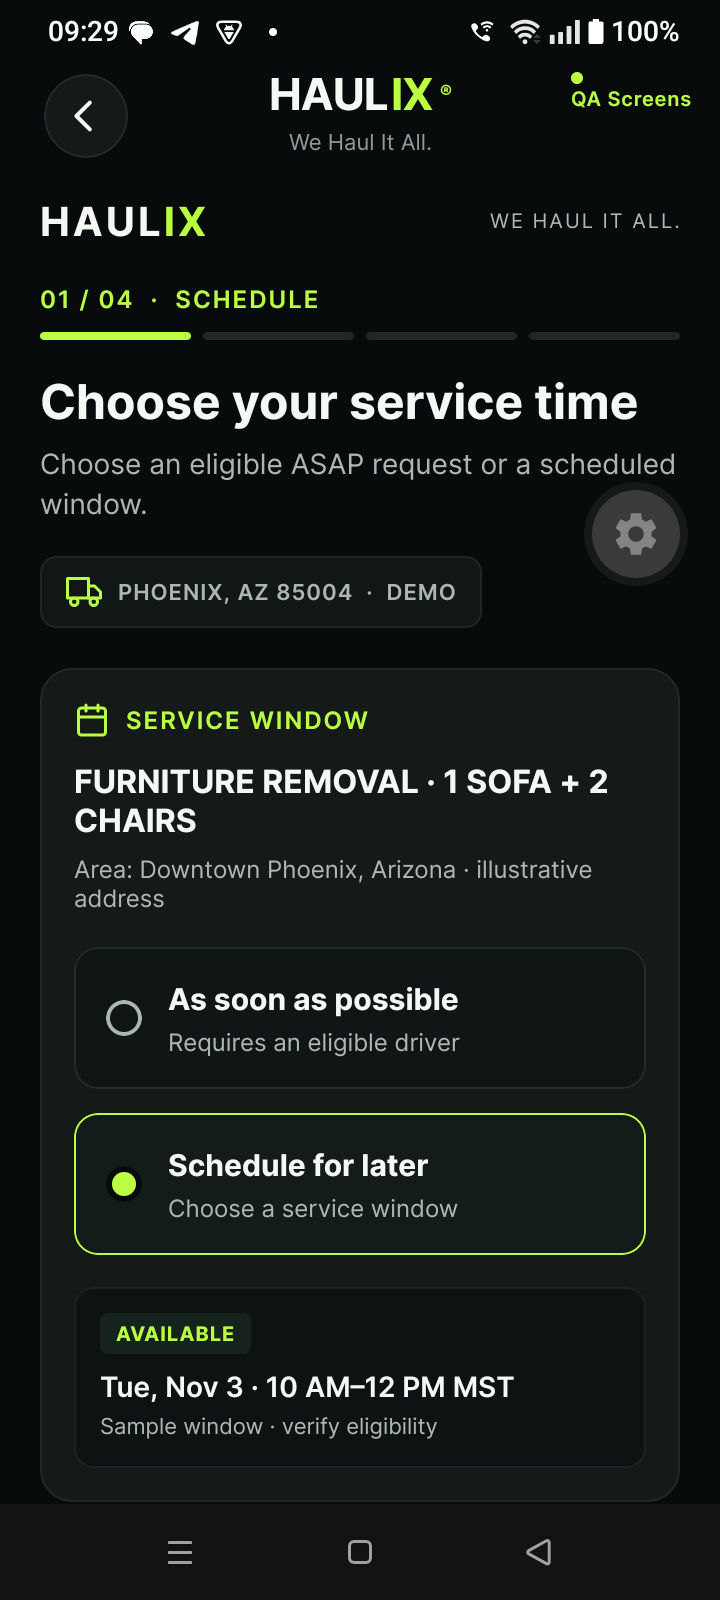 09:29
100%
HAULIX ®
We Haul It All.
QA Screens
HAULIX
WE HAUL IT ALL.
01 / 04 · SCHEDULE
Choose your service time
Choose an eligible ASAP request or a scheduled
window.
PHOENIX, AZ 85004 · DEMO
SERVICE WINDOW
FURNITURE REMOVAL · 1 SOFA + 2
CHAIRS
Area: Downtown Phoenix, Arizona · illustrative
address
As soon as possible
Requires an eligible driver
Schedule for later
Choose a service window
AVAILABLE
Tue, Nov 3 · 10 AM–12 PM MST
Sample window · verify eligibility